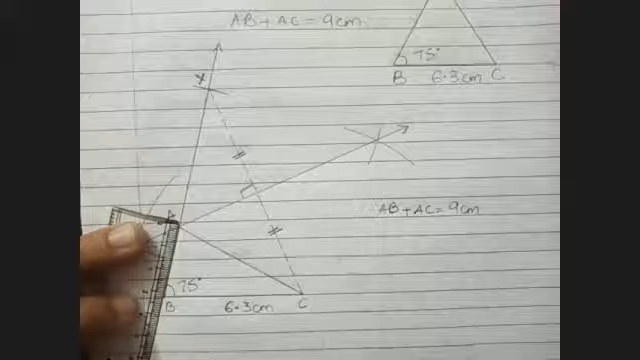 AB + AC = 9cm
75°
B 6.3cm C
X
A
AB + AC = 9cm
75°
B 6.3cm C